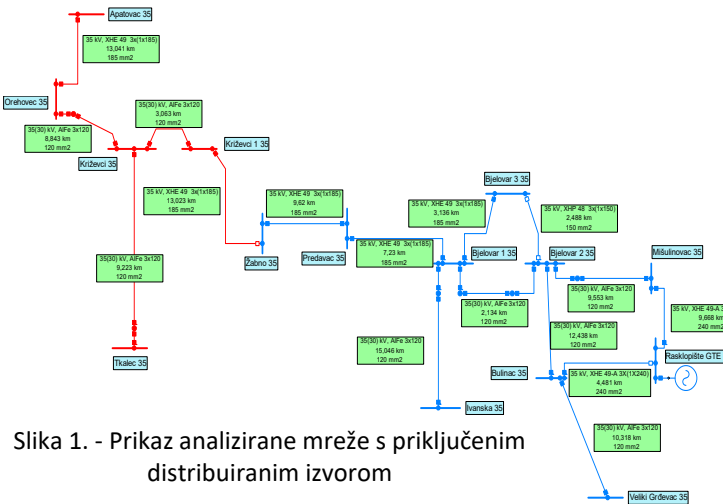 Apatovac 35
35 kV, XHE 49 3x(1x185)
13,041 km
185 mm2
Orehovec 35
35(30) kV, AlFe 3x120
8,843 km
120 mm2
35(30) kV, AlFe 3x120
3,063 km
120 mm2
Križevci 35
Križevci 1 35
35 kV, XHE 49 3x(1x185)
13,023 km
185 mm2
35 kV, XHE 49 3x(1x185)
9,62 km
185 mm2
Žabno 35
Predavac 35
35(30) kV, AlFe 3x120
9,223 km
120 mm2
Tkalec 35
Bjelovar 3 35
35 kV, XHE 49 3x(1x185)
3,136 km
185 mm2
35 kV, XHP 48 3x(1x150)
2,488 km
150 mm2
35 kV, XHE 49 3x(1x185)
7,23 km
185 mm2
Bjelovar 1 35
Bjelovar 2 35
Mišulinovac 35
35(30) kV, AlFe 3x120
2,134 km
120 mm2
35(30) kV, AlFe 3x120
9,553 km
120 mm2
35 kV, XHE 49-A 3
9,668 km
240 mm2
35(30) kV, AlFe 3x120
15,046 km
120 mm2
35(30) kV, AlFe 3x120
12,438 km
120 mm2
Rasklopište GTE
Bulinac 35
35 kV, XHE 49-A 3X(1X240)
4,481 km
240 mm2
Ivanska 35
35(30) kV, AlFe 3x120
10,318 km
120 mm2
Veliki Grđevac 35
Slika 1. - Prikaz analizirane mreže s priključenim
distribuiranim izvorom